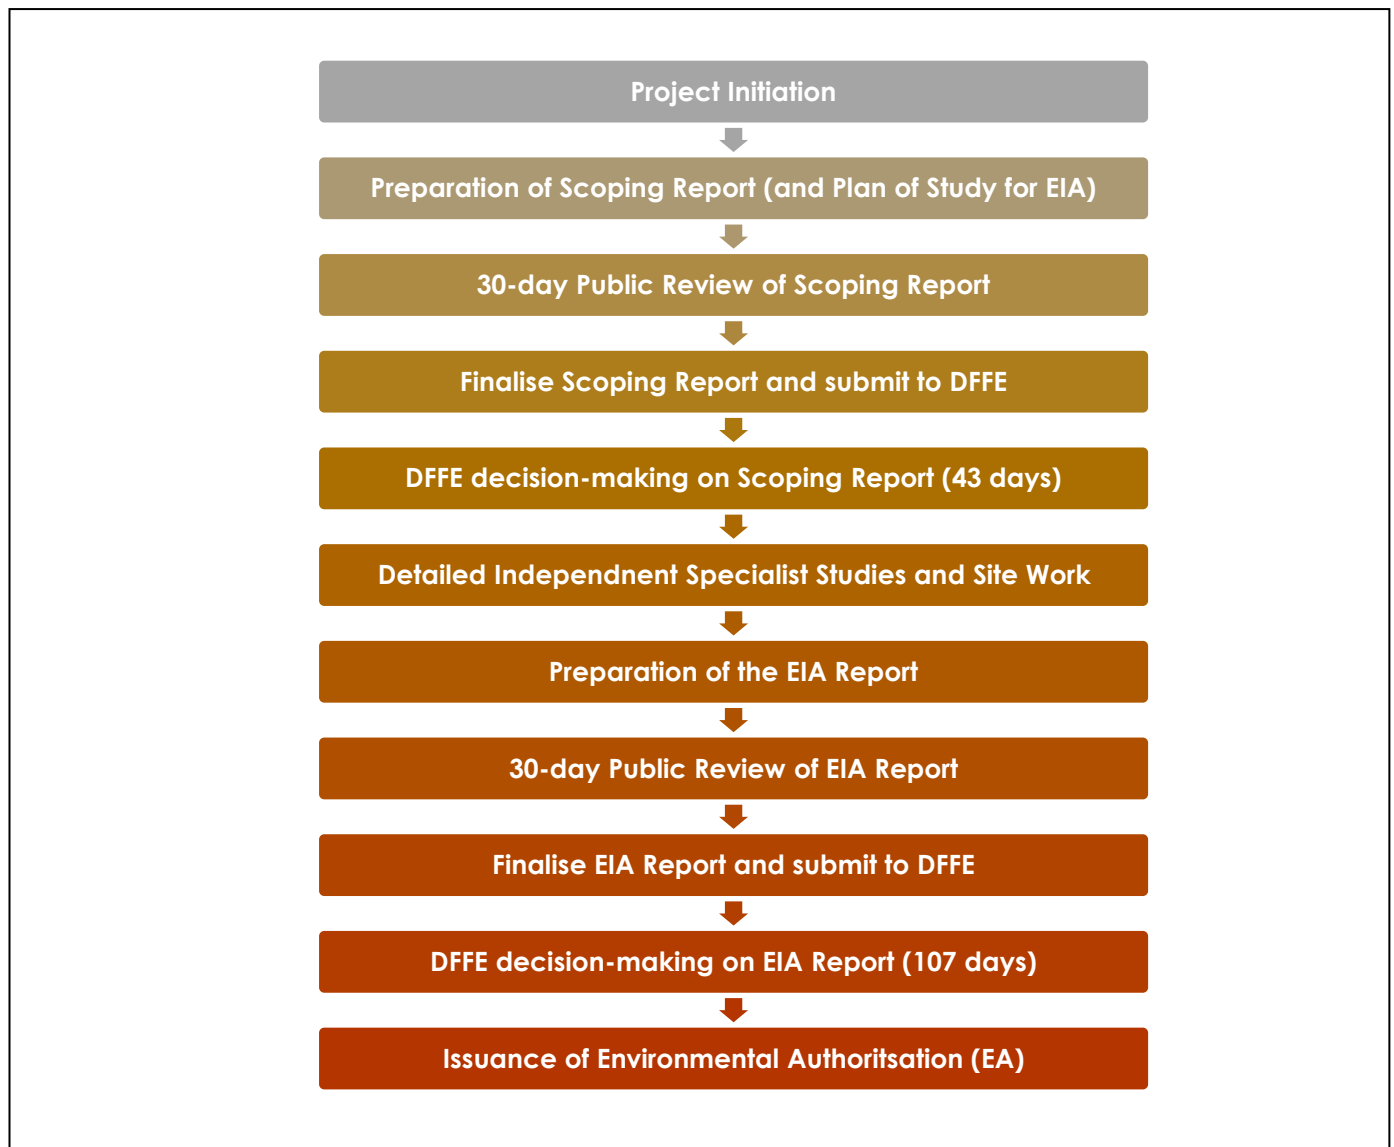 Project Initiation
Preparation of Scoping Report (and Plan of Study for EIA)
30-day Public Review of Scoping Report
Finalise Scoping Report and submit to DFFE
DFFE decision-making on Scoping Report (43 days)
Detailed Independnent Specialist Studies and Site Work
Preparation of the EIA Report
30-day Public Review of EIA Report
Finalise EIA Report and submit to DFFE
DFFE decision-making on EIA Report (107 days)
Issuance of Environmental Authoritsation (EA)